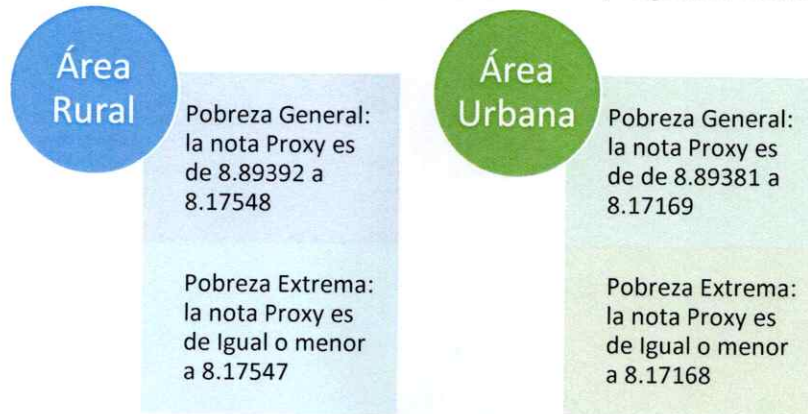 Área
Rural
Pobreza General:
la nota Proxy es
de 8.89392 a
8.17548
Pobreza Extrema:
la nota Proxy es
de Igual o menor
a 8.17547
Área
Urbana
Pobreza General:
la nota Proxy es
de de 8.89381 a
8.17169
Pobreza Extrema:
la nota Proxy es
de Igual o menor
a 8.17168